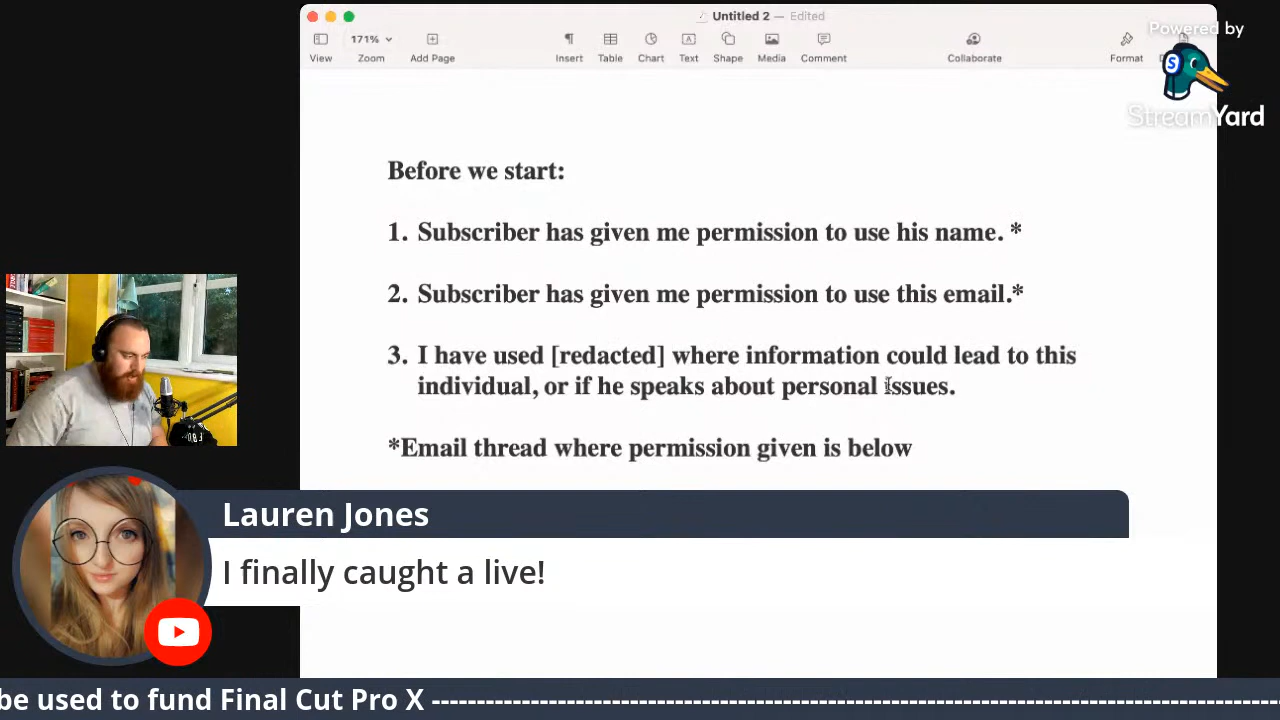 Untitled 2 — Edited
Powered by
171%
View
Zoom
Add Page
Insert
Table
Chart
Text
Shape
Media
Comment
Collaborate
Format
StreamYard
Before we start:
1. Subscriber has given me permission to use his name. *
2. Subscriber has given me permission to use this email.*
3. I have used [redacted] where information could lead to this
individual, or if he speaks about personal issues.
*Email thread where permission given is below
Lauren Jones
I finally caught a live!
be used to fund Final Cut Pro X ------------------------------------------------------------